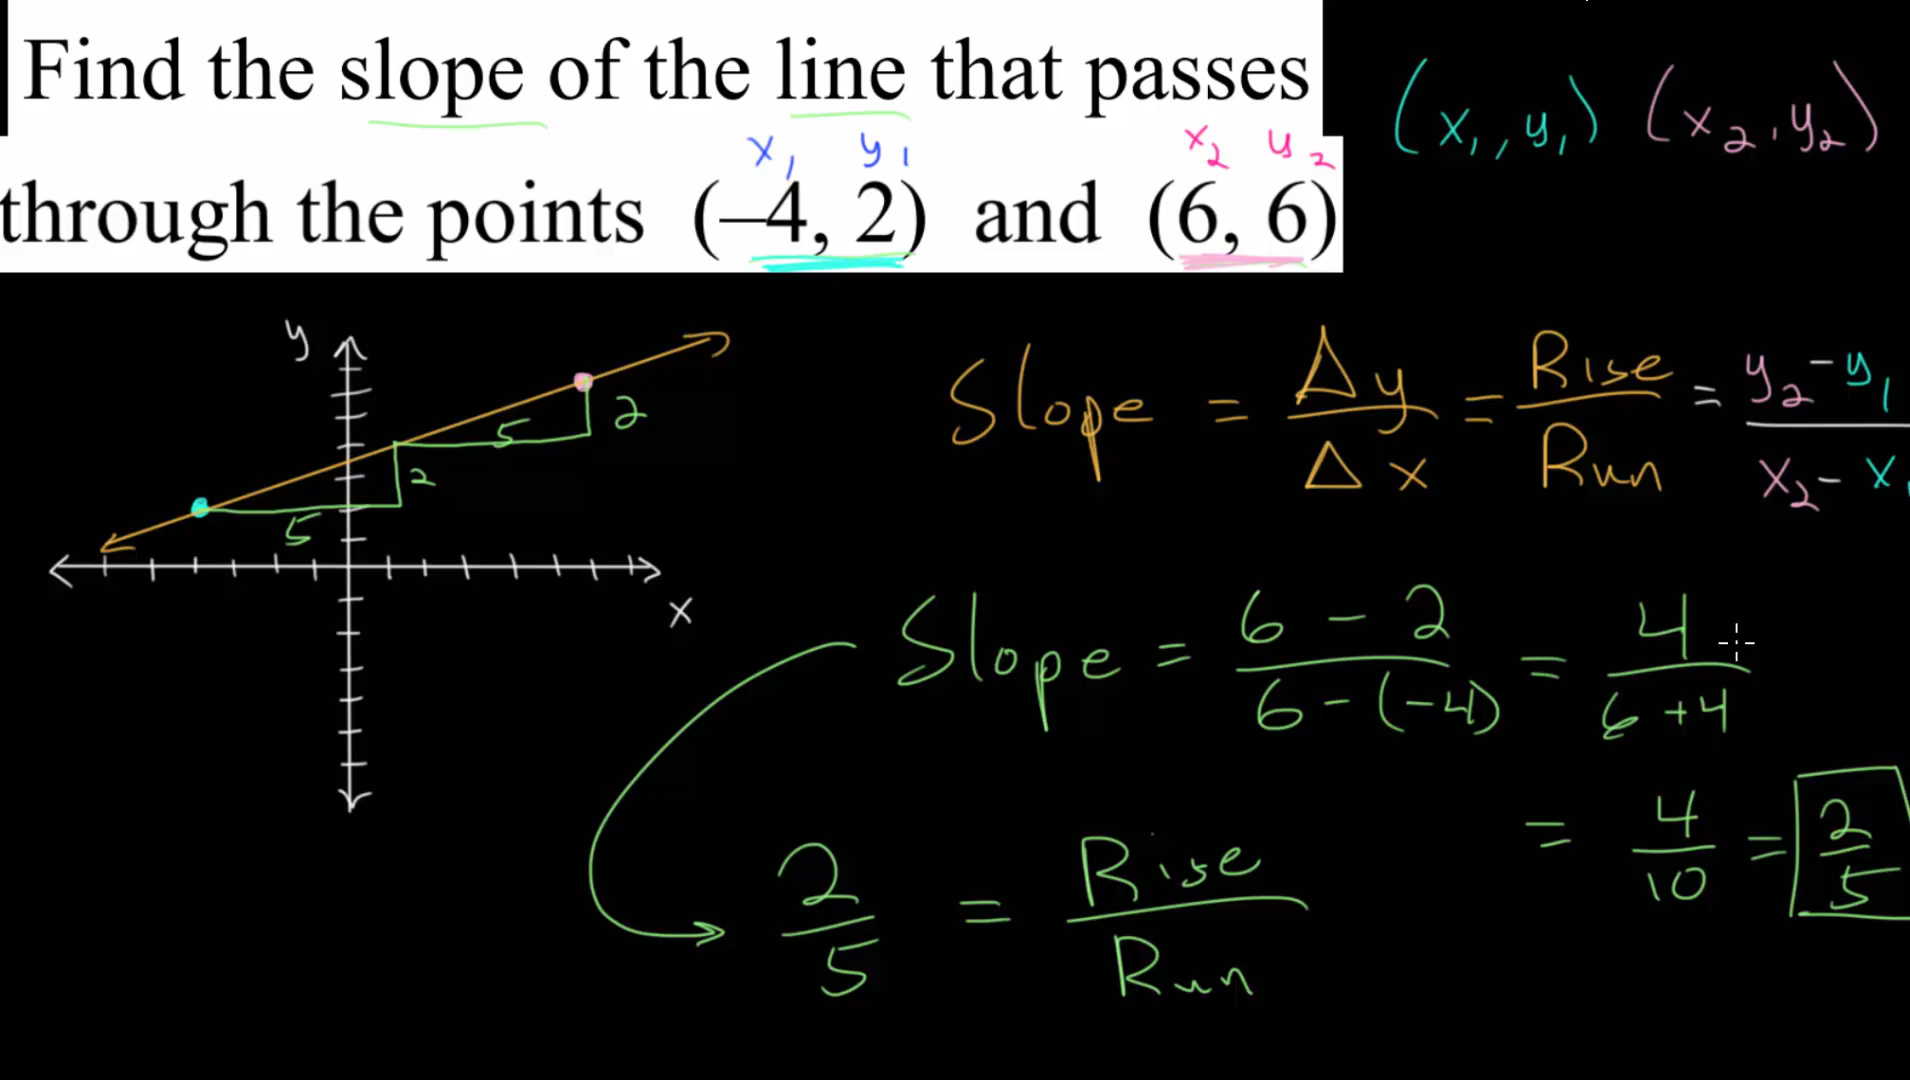 Find the slope of the line that passes
(x₁, y₁) (x₂, y₂)
x₁ y₁ x₂ y₂
through the points (–4, 2) and (6, 6)
y
2
5
2
5
x
Slope = Δy/Δx = Rise/Run = y₂-y₁/x₂-x₁
Slope = 6 - 2/6 - (-4) = 4/6+4
= 4/10 = 2/5
2/5 = Rise/Run